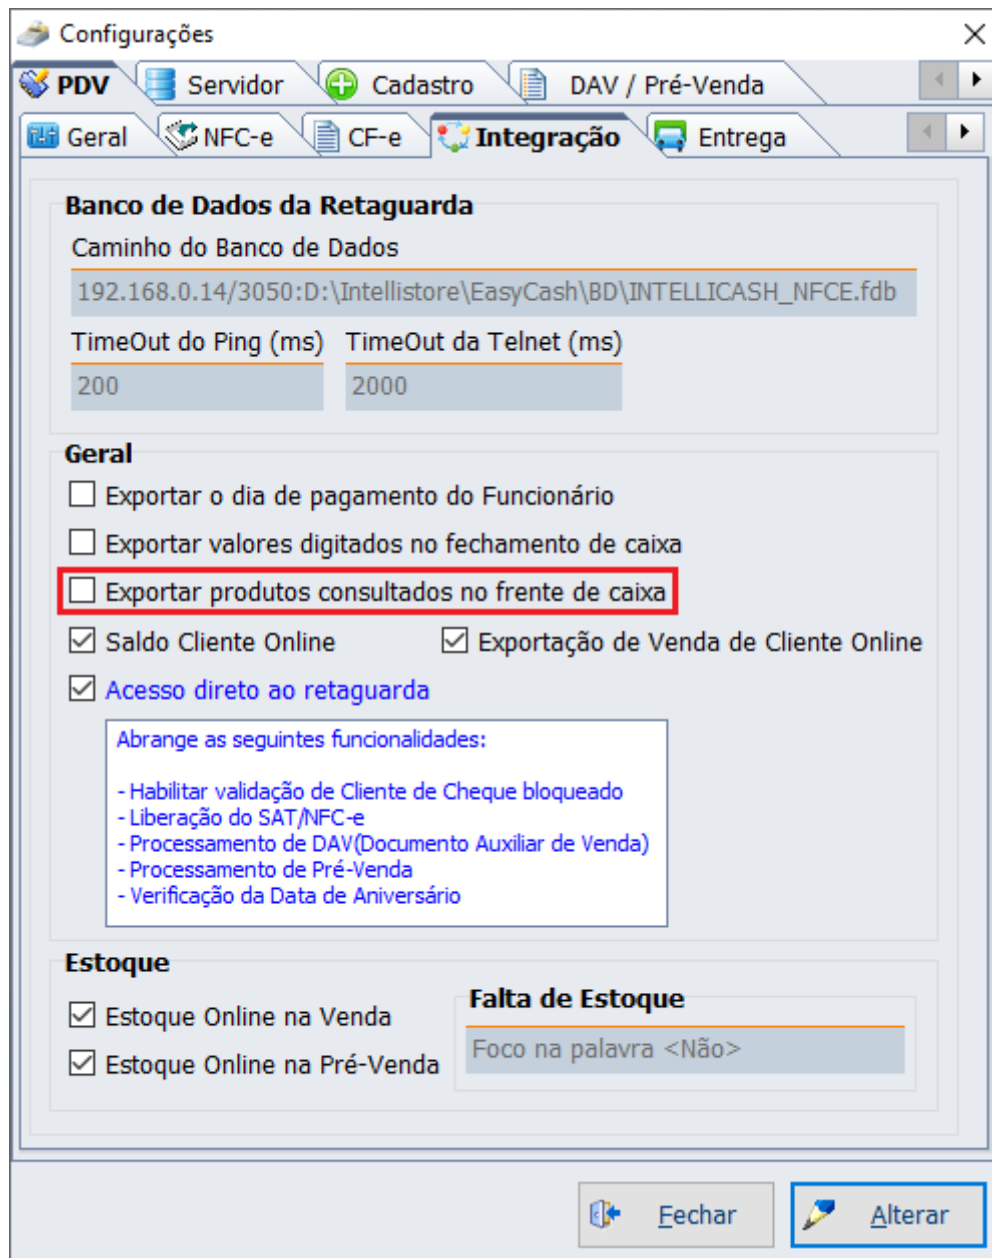 Configurações
PDV Servidor Cadastro DAV / Pré-Venda
Geral NFC-e CF-e Integração Entrega
Banco de Dados da Retaguarda
Caminho do Banco de Dados
192.168.0.14/3050:D:\Intellistore\EasyCash\BD\INTELLICASH_NFCE.fdb
TimeOut do Ping (ms) TimeOut da Telnet (ms)
200 2000
Geral
Exportar o dia de pagamento do Funcionário
Exportar valores digitados no fechamento de caixa
Exportar produtos consultados no frente de caixa
Saldo Cliente Online Exportação de Venda de Cliente Online
Acesso direto ao retaguarda
Abrange as seguintes funcionalidades:
- Habilitar validação de Cliente de Cheque bloqueado
- Liberação do SAT/NFC-e
- Processamento de DAV(Documento Auxiliar de Venda)
- Processamento de Pré-Venda
- Verificação da Data de Aniversário
Estoque
Estoque Online na Venda
Estoque Online na Pré-Venda
Falta de Estoque
Foco na palavra <Não>
Fechar Alterar